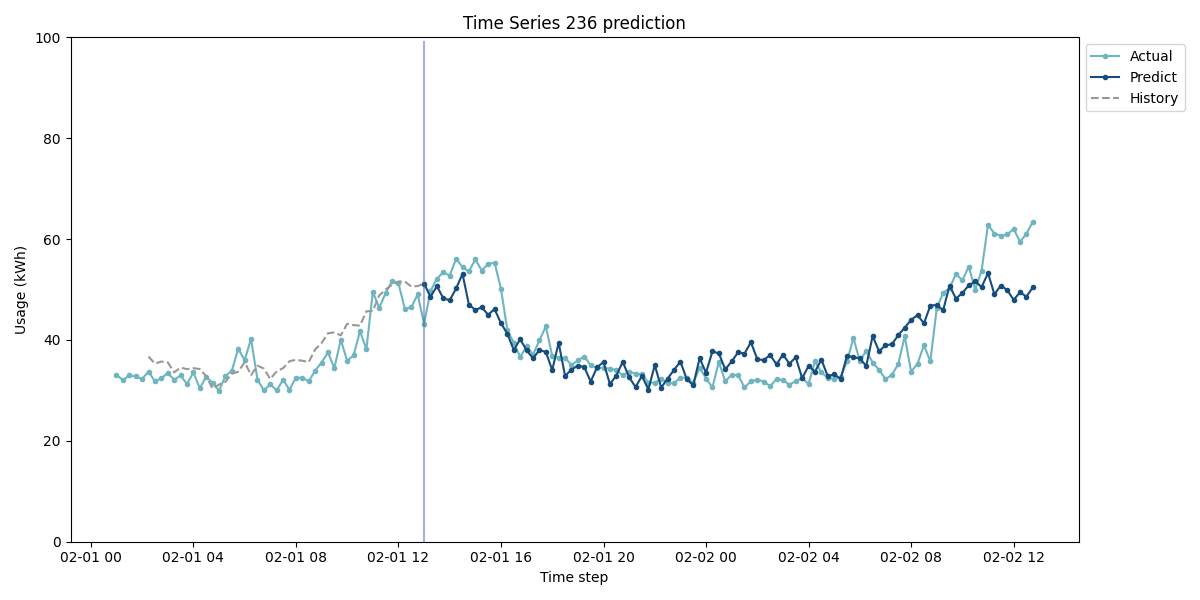 Time Series 236 prediction
Usage (kWh)
100
80
60
40
20
0
02-01 00
02-01 04
02-01 08
02-01 12
02-01 16
02-01 20
02-02 00
02-02 04
02-02 08
02-02 12
Time step
Actual
Predict
History